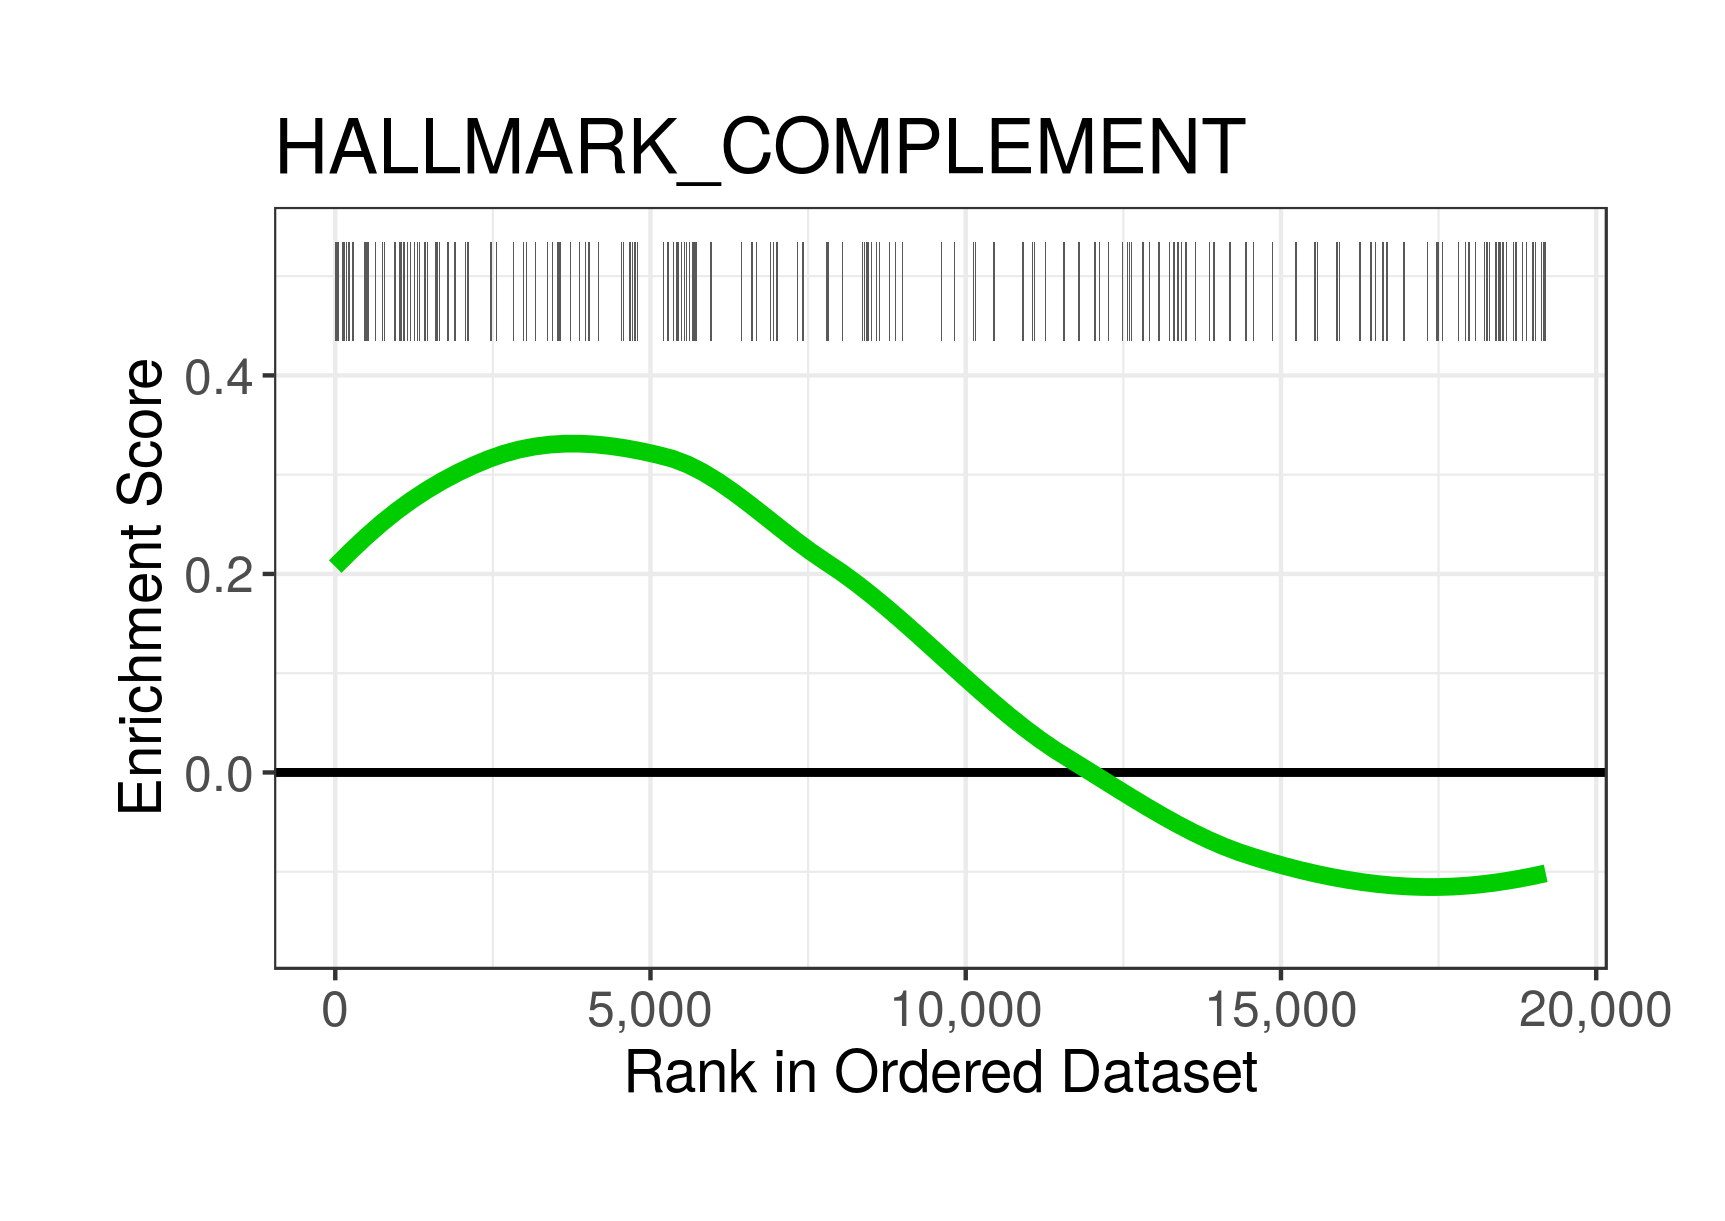 HALLMARK_COMPLEMENT
Enrichment Score
0.4
0.2
0.0
0 5,000 10,000 15,000 20,000
Rank in Ordered Dataset